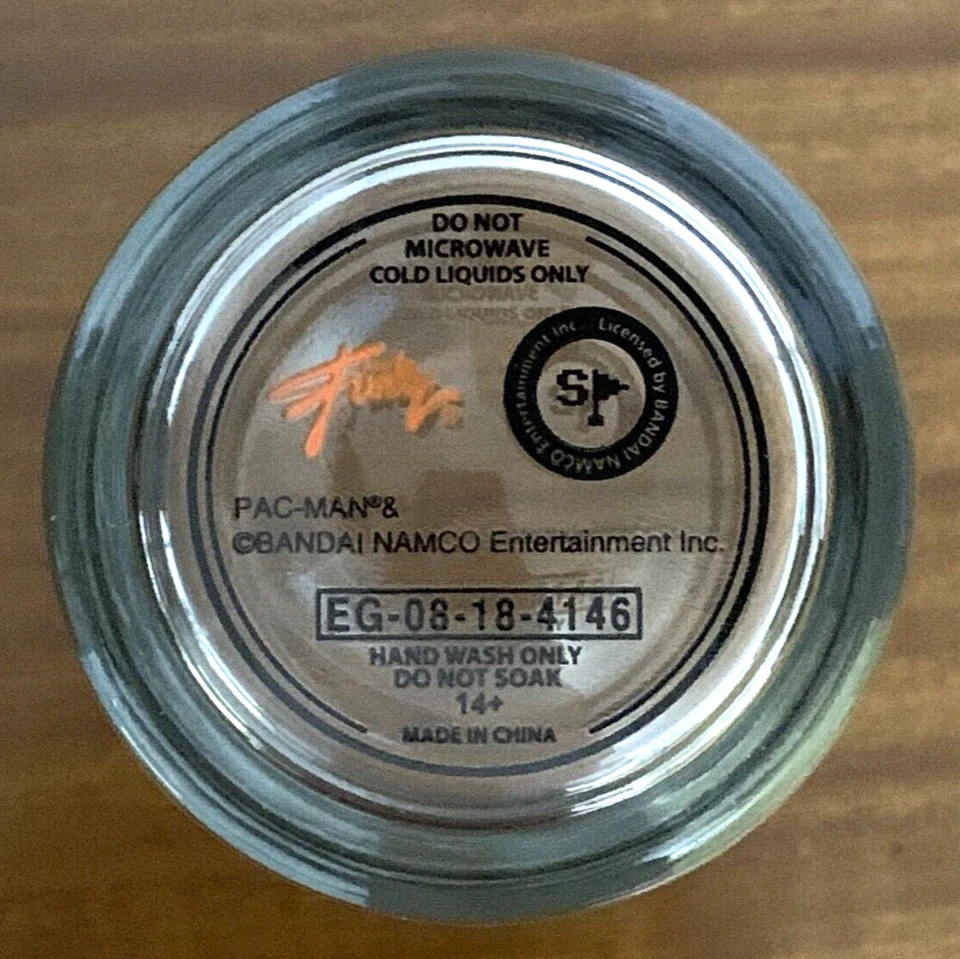 DO NOT
MICROWAVE
COLD LIQUIDS ONLY
Funko
Licensed by BANDAI NAMCO Entertainment Inc.
PAC-MAN®&
©BANDAI NAMCO Entertainment Inc.
EG-08-18-4146
HAND WASH ONLY
DO NOT SOAK
14+
MADE IN CHINA